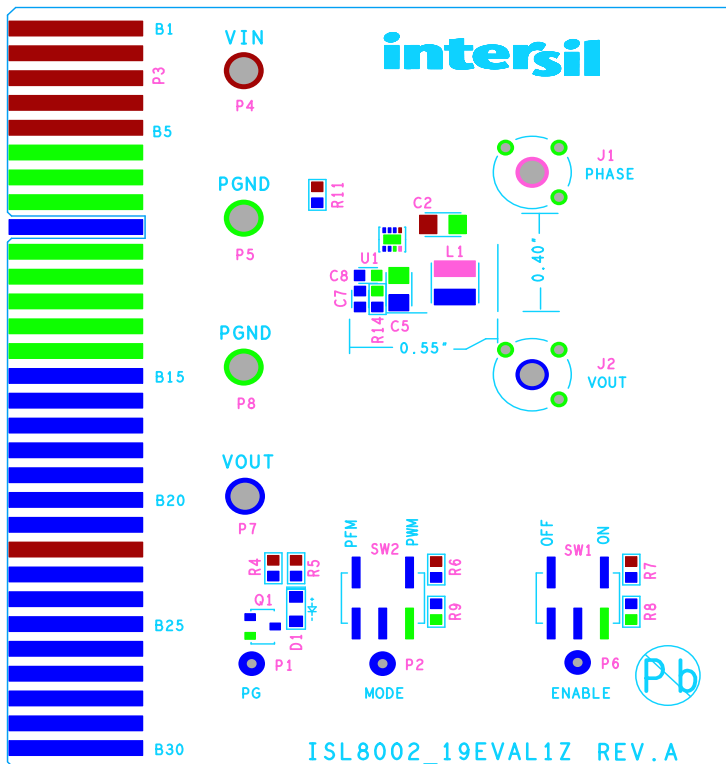 B1
VIN
intersil
P3
P4
B5
J1
PHASE
PGND
R11
C2
P5
U1
L1
0.40"
C8
C7
R14
C5
PGND
0.55"
J2
VOUT
B15
P8
VOUT
B20
P7
PFM
PWM
SW2
OFF
ON
SW1
R4
R5
R6
R7
Q1
R9
R8
B25
D1
P1
P2
P6
Pb
PG
MODE
ENABLE
B30
ISL8002_19EVAL1Z REV.A